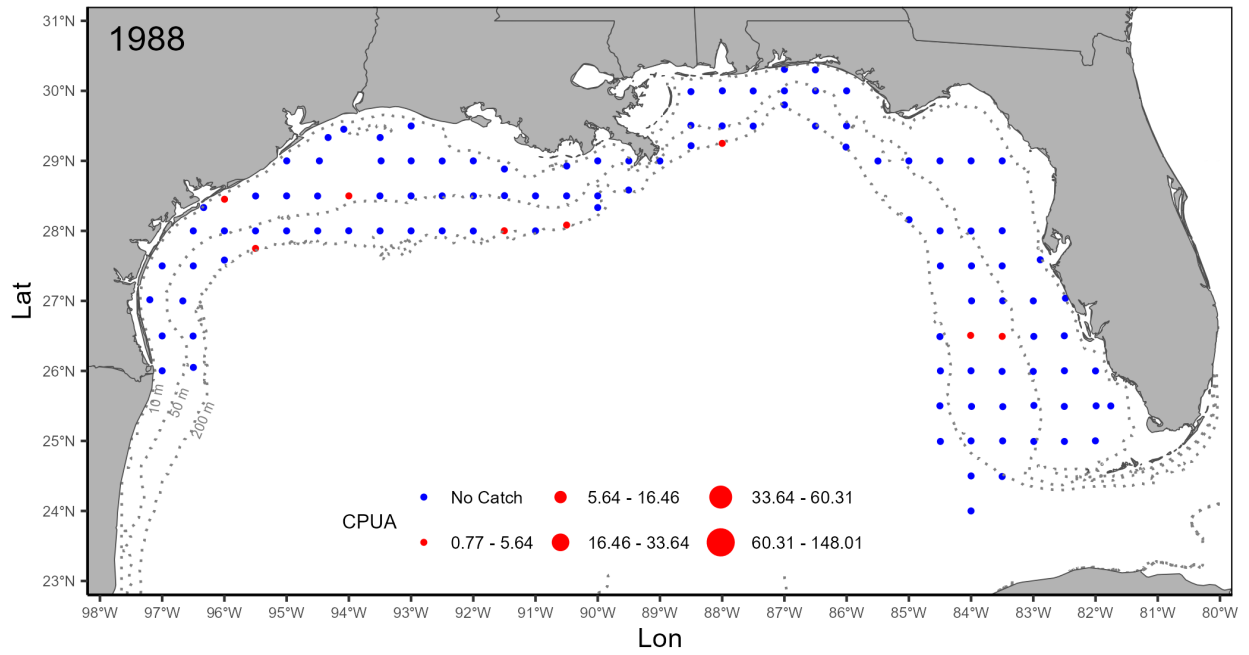 1988
31°N
30°N
29°N
28°N
27°N
26°N
25°N
24°N
23°N
Lat
10 m
50 m
200 m
CPUA
No Catch
5.64 - 16.46
33.64 - 60.31
0.77 - 5.64
16.46 - 33.64
60.31 - 148.01
98°W 97°W 96°W 95°W 94°W 93°W 92°W 91°W 90°W 89°W 88°W 87°W 86°W 85°W 84°W 83°W 82°W 81°W 80°W
Lon